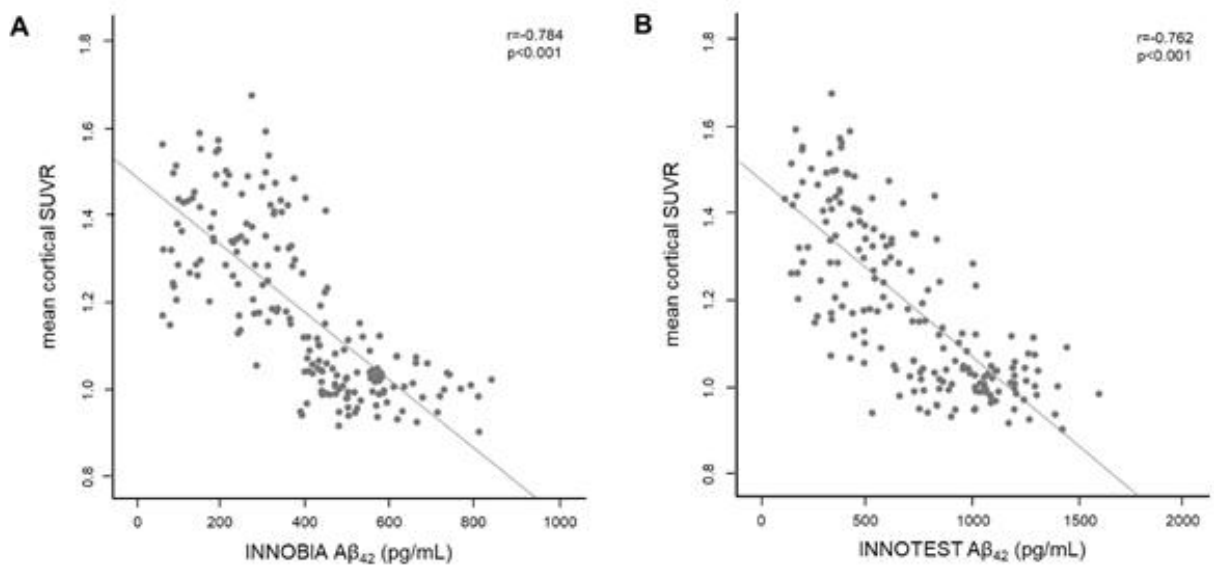 A
r=-0.784
p<0.001
mean cortical SUVR
1.8
1.6
1.4
1.2
1.0
0.8
0 200 400 600 800 1000
INNOBIA Aβ₄₂ (pg/mL)
B
r=-0.762
p<0.001
mean cortical SUVR
1.8
1.6
1.4
1.2
1.0
0.8
0 500 1000 1500 2000
INNOTEST Aβ₄₂ (pg/mL)